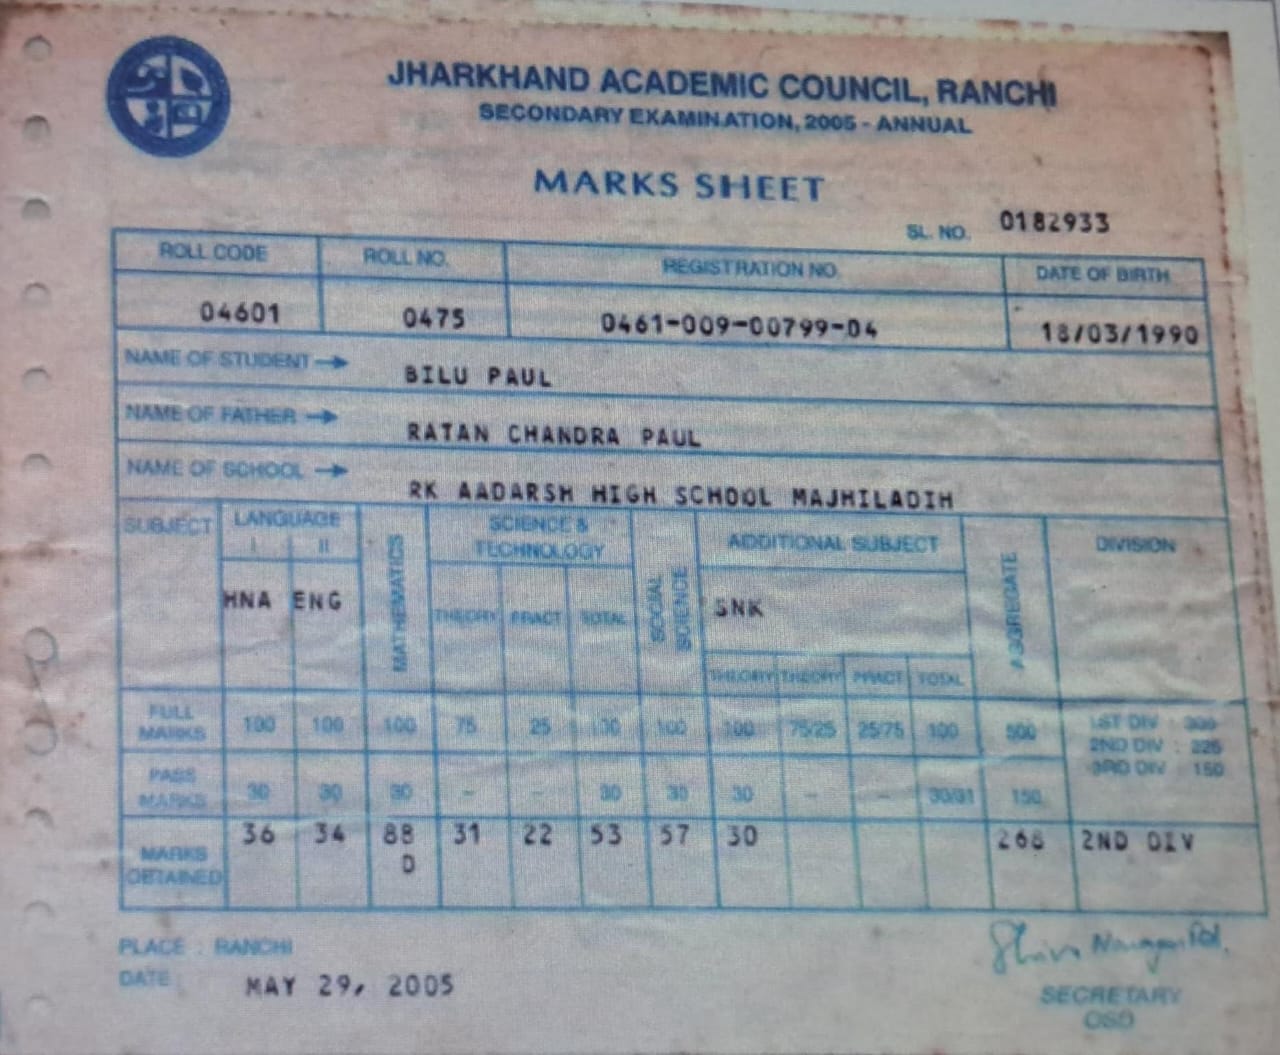 JHARKHAND ACADEMIC COUNCIL, RANCHI
SECONDARY EXAMINATION, 2005 - ANNUAL
MARKS SHEET
SL. NO. 0182933
ROLL CODE ROLL NO. REGISTRATION NO. DATE OF BIRTH
04601 0475 0461-009-00799-04 18/03/1990
NAME OF STUDENT → BILU PAUL
NAME OF FATHER → RATAN CHANDRA PAUL
NAME OF SCHOOL → RK AADARSH HIGH SCHOOL MAJHILADIH
SUBJECT LANGUAGE MATHEMATICS SCIENCE & TECHNOLOGY SOCIAL SCIENCE ADDITIONAL SUBJECT AGGREGATE DIVISION
I II
HNA ENG THEORY PRACT TOTAL SNK
THEORY THEORY PRACT TOTAL
FULL MARKS 100 100 100 75 25 100 100 100 75/25 25/75 100 500 1ST DIV : 300
2ND DIV : 225
3RD DIV : 150
PASS MARKS 30 30 30 - - 30 30 30 - - 30/31 150
MARKS OBTAINED 36 34 88 31 22 53 57 30 268 2ND DIV
D
PLACE : RANCHI
DATE : MAY 29, 2005
SECRETARY
OSD